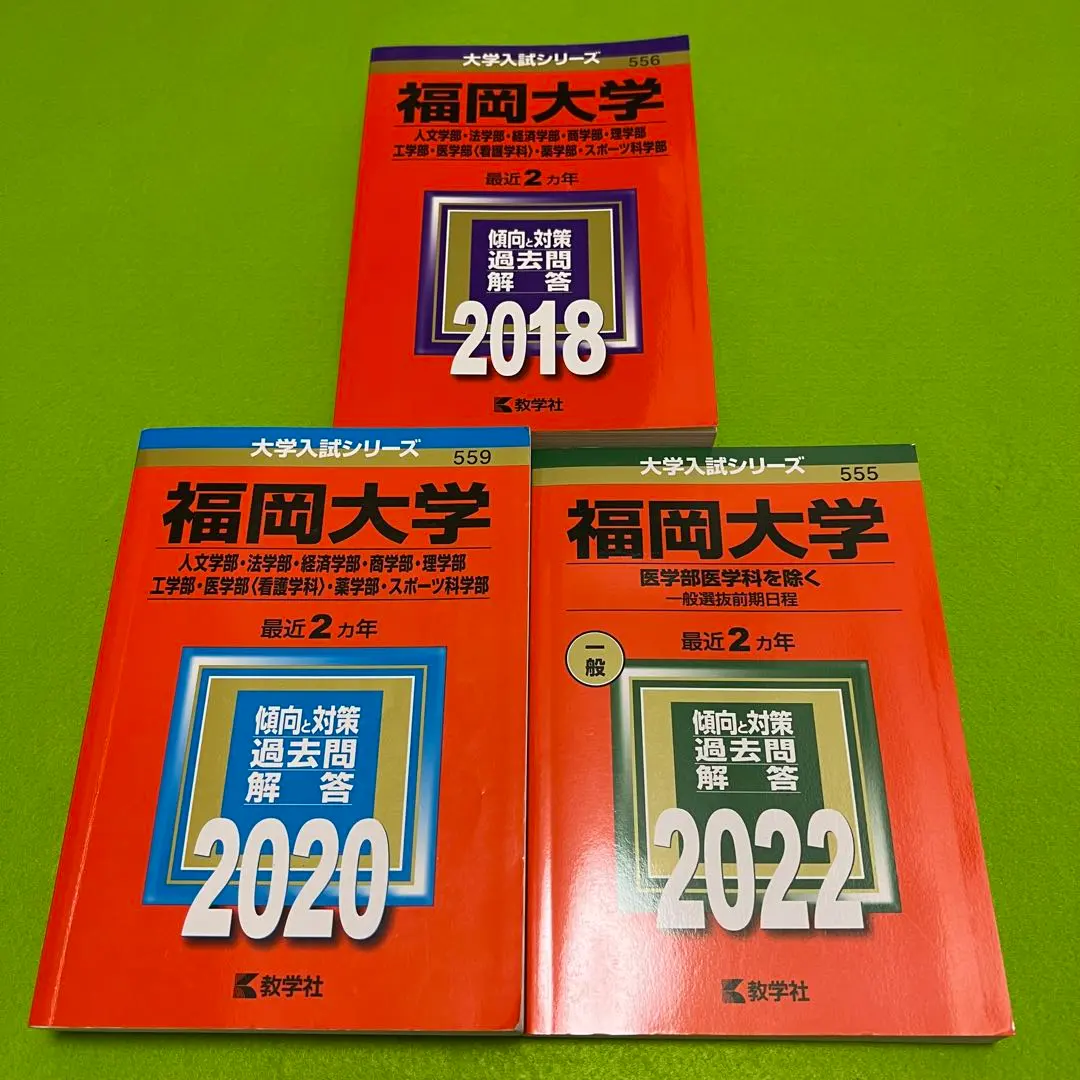 大学入試シリーズ
556
福岡大学
人文学部・法学部・経済学部・商学部・理学部
工学部・医学部〈看護学科〉・薬学部・スポーツ科学部
最近2カ年
傾向と対策
過去問
解答
2018
教学社
大学入試シリーズ
559
福岡大学
人文学部・法学部・経済学部・商学部・理学部
工学部・医学部〈看護学科〉・薬学部・スポーツ科学部
最近2カ年
傾向と対策
過去問
解答
2020
教学社
大学入試シリーズ
555
福岡大学
医学部医学科を除く
一般選抜前期日程
最近2カ年
一般
傾向と対策
過去問
解答
2022
教学社